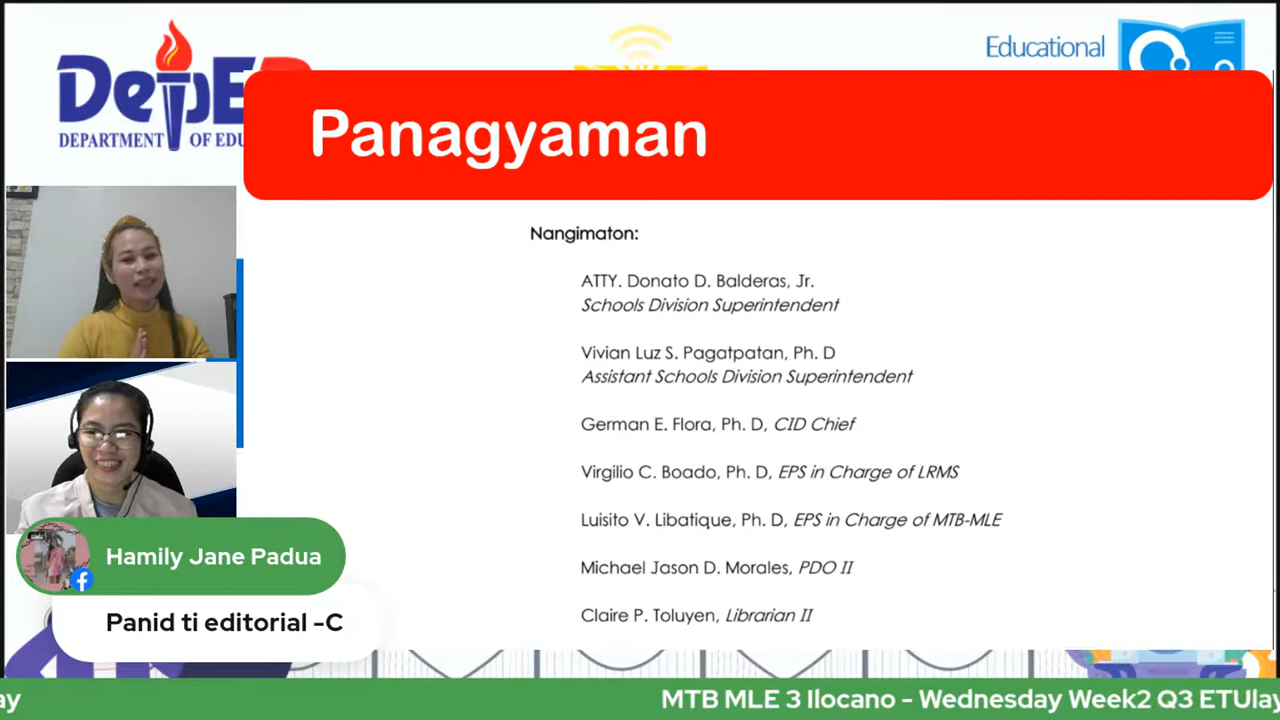 DepED
DEPARTMENT OF EDU
Educational
Panagyaman
Nangimaton:
ATTY. Donato D. Balderas, Jr.
Schools Division Superintendent
Vivian Luz S. Pagatpatan, Ph. D
Assistant Schools Division Superintendent
German E. Flora, Ph. D, CID Chief
Virgilio C. Boado, Ph. D, EPS in Charge of LRMS
Luisito V. Libatique, Ph. D, EPS in Charge of MTB-MLE
Michael Jason D. Morales, PDO II
Claire P. Toluyen, Librarian II
Hamily Jane Padua
Panid ti editorial -C
ay
MTB MLE 3 Ilocano - Wednesday Week2 Q3 ETUlay